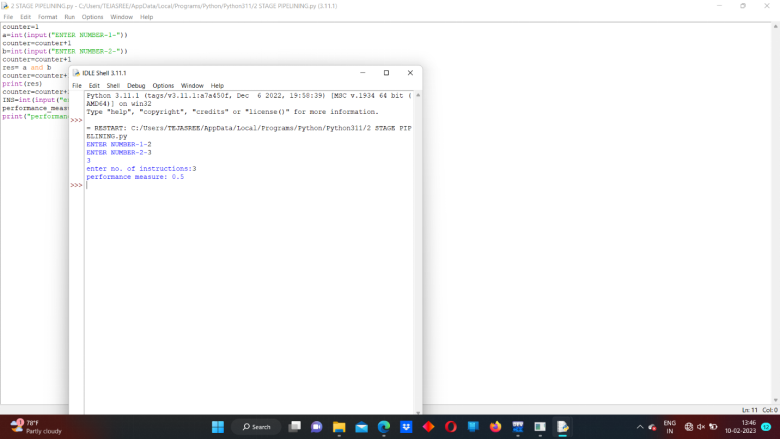 2 STAGE PIPELINING.py - C:/Users/TEJASREE/AppData/Local/Programs/Python/Python311/2 STAGE PIPELINING.py (3.11.1)
File Edit Format Run Options Window Help
counter=1
a=int(input("ENTER NUMBER-1-"))
counter=counter+1
b=int(input("ENTER NUMBER-2-"))
counter=counter+1
res= a and b
counter=counter+
print(res)
counter=counter+
INS=int(input("e
performance_meas
print("performan
IDLE Shell 3.11.1
File Edit Shell Debug Options Window Help
Python 3.11.1 (tags/v3.11.1:a7a450f, Dec 6 2022, 19:58:39) [MSC v.1934 64 bit (
AMD64)] on win32
Type "help", "copyright", "credits" or "license()" for more information.
>>>
= RESTART: C:/Users/TEJASREE/AppData/Local/Programs/Python/Python311/2 STAGE PIP
ELINING.py
ENTER NUMBER-1-2
ENTER NUMBER-2-3
3
enter no. of instructions:3
performance measure: 0.5
>>>
Ln: 11 Col: 0
1
78°F
Partly cloudy
Search
ENG
IN
13:46
10-02-2023
12